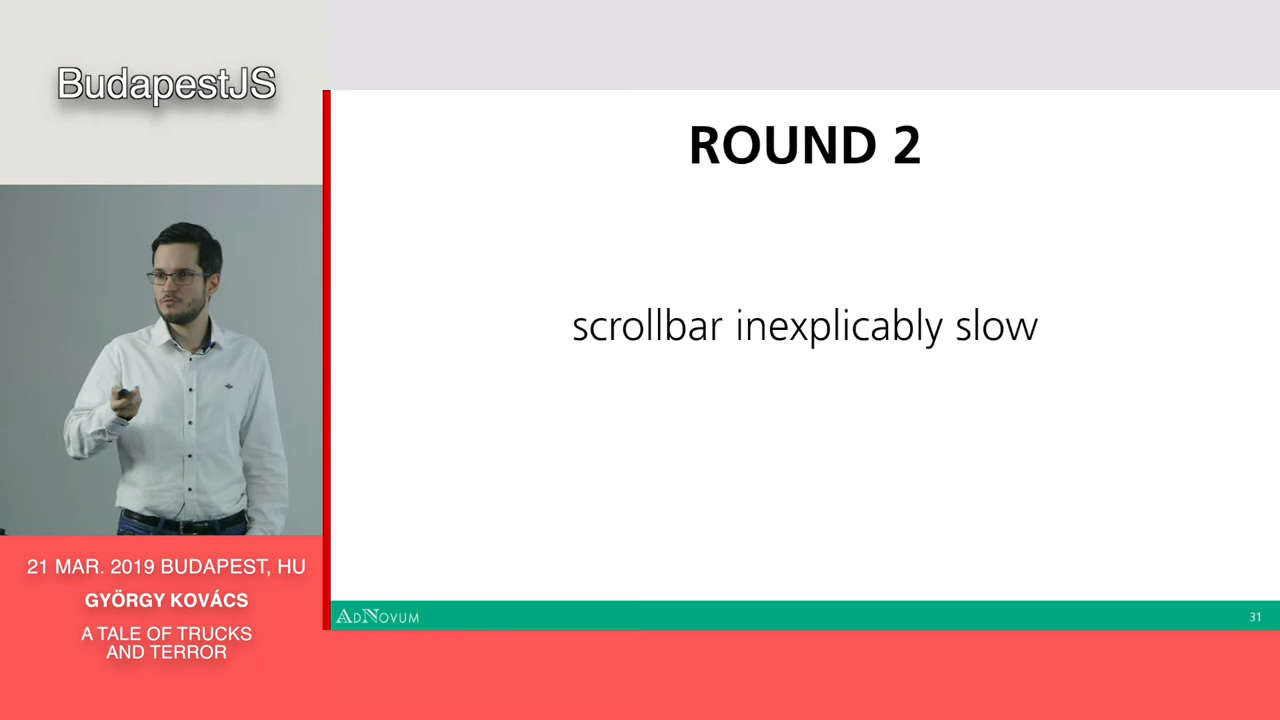 BudapestJS
ROUND 2
scrollbar inexplicably slow
21 MAR. 2019 BUDAPEST, HU
GYÖRGY KOVÁCS
A TALE OF TRUCKS
AND TERROR
ADNOVUM
31